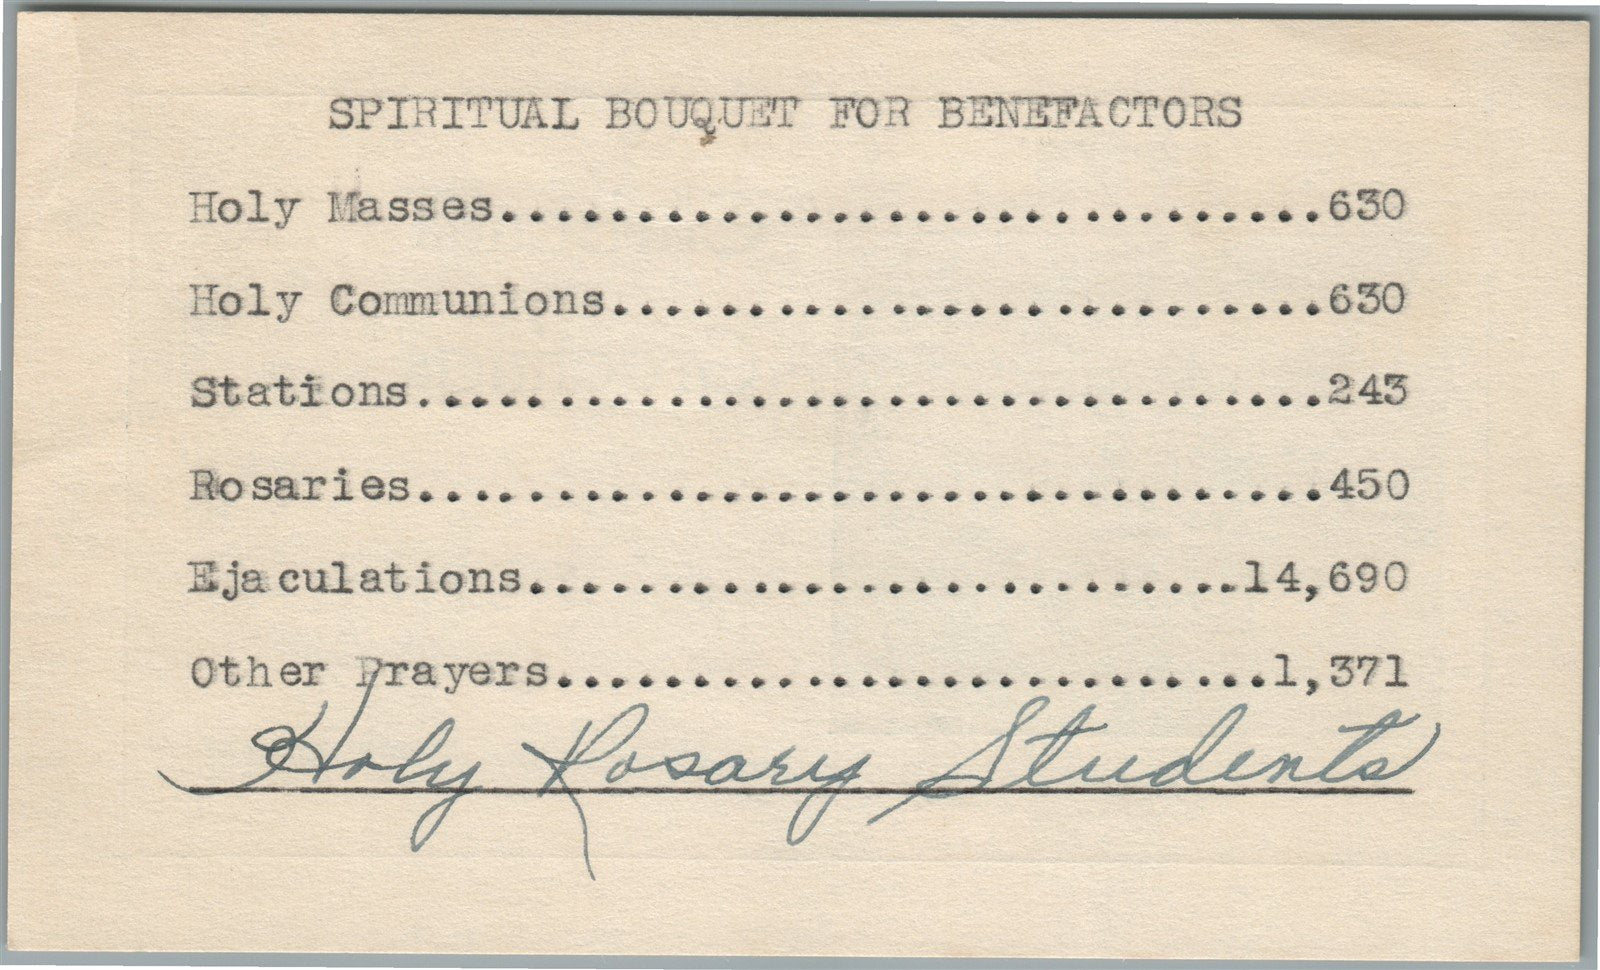 SPIRITUAL BOUQUET FOR BENEFACTORS
Holy Masses..............................630
Holy Communions..........................630
Stations.................................243
Rosaries.................................450
Ejaculations..........................14,690
Other Prayers..........................1,371
Holy Rosary Students